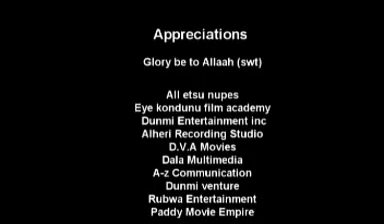 Appreciations
Glory be to Allaah (swt)
All etsu nupes
Eye kondunu film academy
Dunmi Entertainment inc
Alheri Recording Studio
D.V.A Movies
Dala Multimedia
A-z Communication
Dunmi venture
Rubwa Entertainment
Paddy Movie Empire